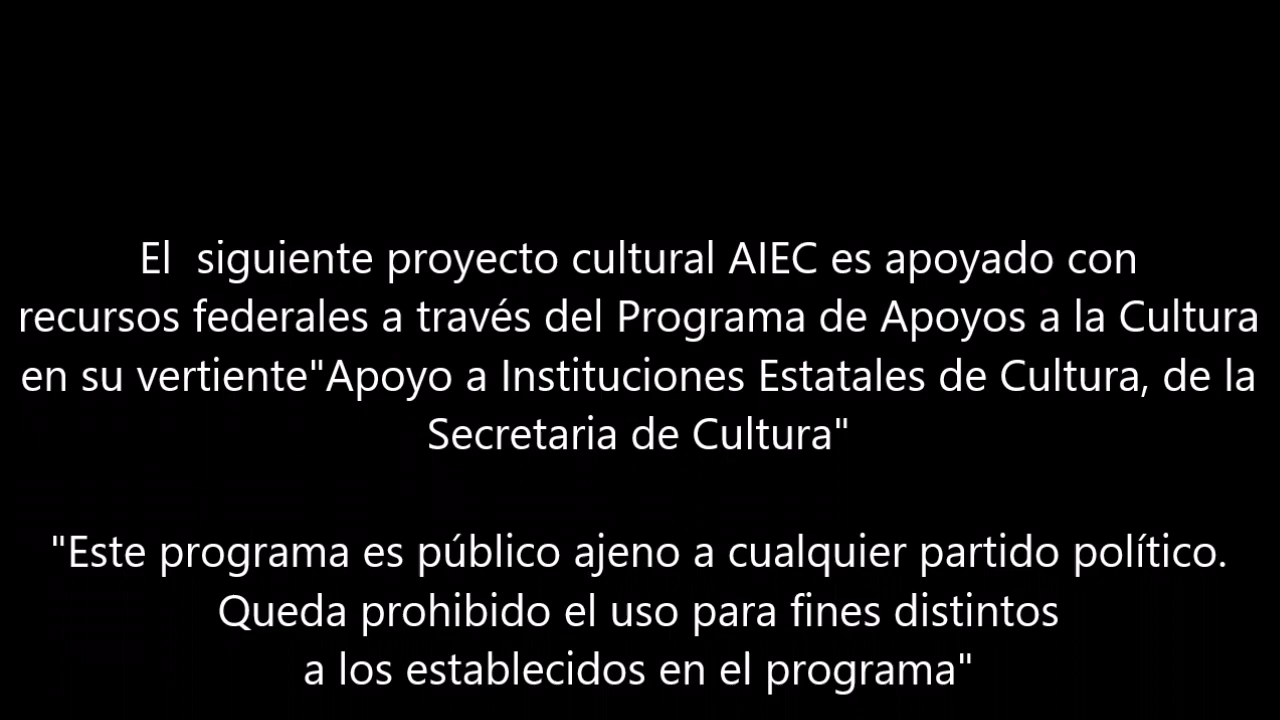 El  siguiente proyecto cultural AIEC es apoyado con
recursos federales a través del Programa de Apoyos a la Cultura
en su vertiente"Apoyo a Instituciones Estatales de Cultura, de la
Secretaria de Cultura"
"Este programa es público ajeno a cualquier partido político.
Queda prohibido el uso para fines distintos
a los establecidos en el programa"